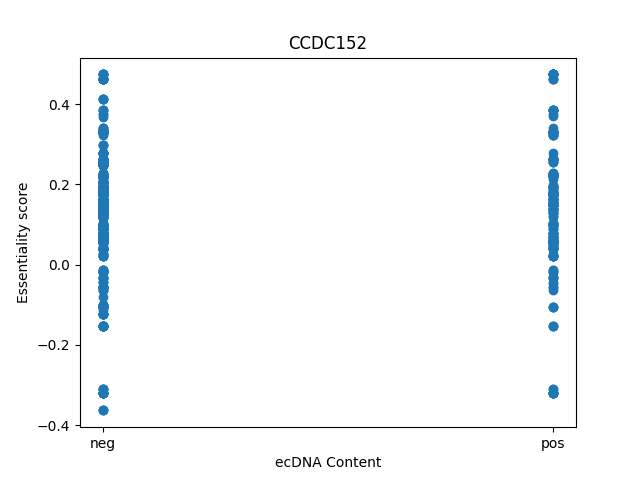 CCDC152
Essentiality score
0.4
0.2
0.0
−0.2
−0.4
neg
pos
ecDNA Content